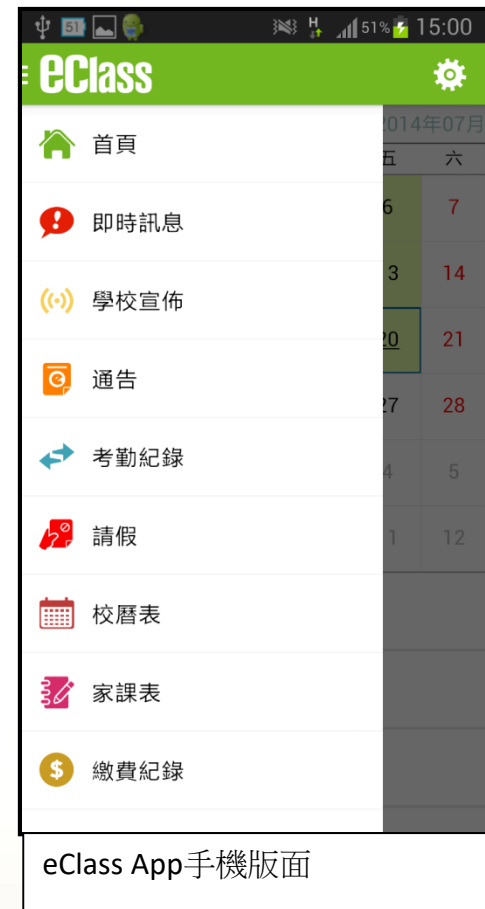 51 51% 15:00
eClass
2014年07月
五 六
首頁
6 7
即時訊息
3 14
學校宣佈
20 21
通告
27 28
考勤紀錄
4 5
請假
1 12
校曆表
家課表
繳費紀錄
eClass App手機版面